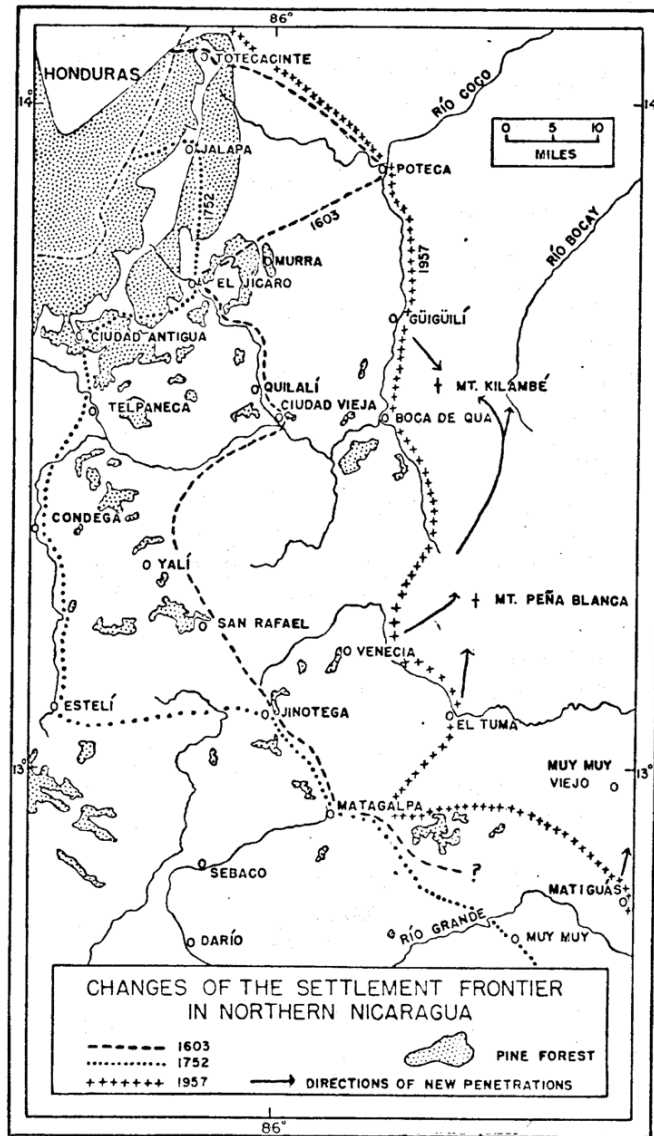 86°
HONDURAS
TOTECACINTE
RÍO COCO
14°
14°
0 5 10
MILES
JALAPA
POTECA
1752
1603
RÍO BOCAY
MURRA
1957
EL JÍCARO
GÜIGÜILÍ
CIUDAD ANTIGUA
MT. KILAMBÉ
QUILALÍ
TELPANECA
CIUDAD VIEJA
BOCA DE QUA
CONDEGA
YALÍ
MT. PEÑA BLANCA
SAN RAFAEL
VENECIA
ESTELÍ
JINOTEGA
EL TUMA
13°
13°
MUY MUY
VIEJO
MATAGALPA
SEBACO
?
MATIGUAS
RÍO GRANDE
DARÍO
MUY MUY
CHANGES OF THE SETTLEMENT FRONTIER
IN NORTHERN NICARAGUA
1603
1752
1957
PINE FOREST
DIRECTIONS OF NEW PENETRATIONS
86°